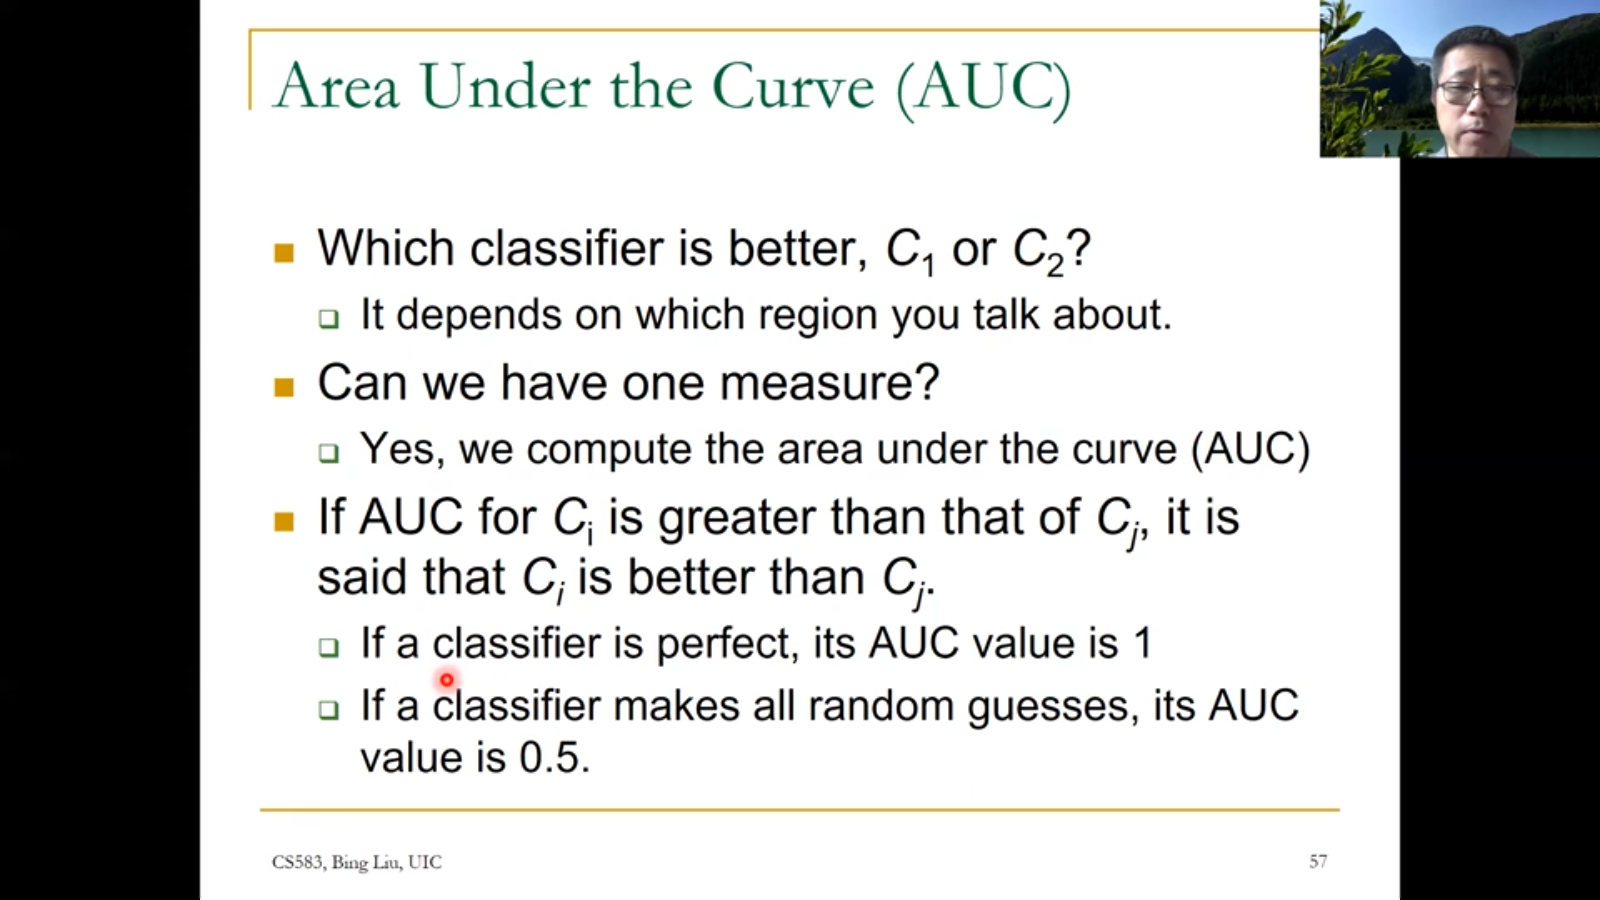 Area Under the Curve (AUC)
Which classifier is better, C1 or C2?
It depends on which region you talk about.
Can we have one measure?
Yes, we compute the area under the curve (AUC)
If AUC for Ci is greater than that of Cj, it is
said that Ci is better than Cj.
If a classifier is perfect, its AUC value is 1
If a classifier makes all random guesses, its AUC
value is 0.5.
CS583, Bing Liu, UIC
57